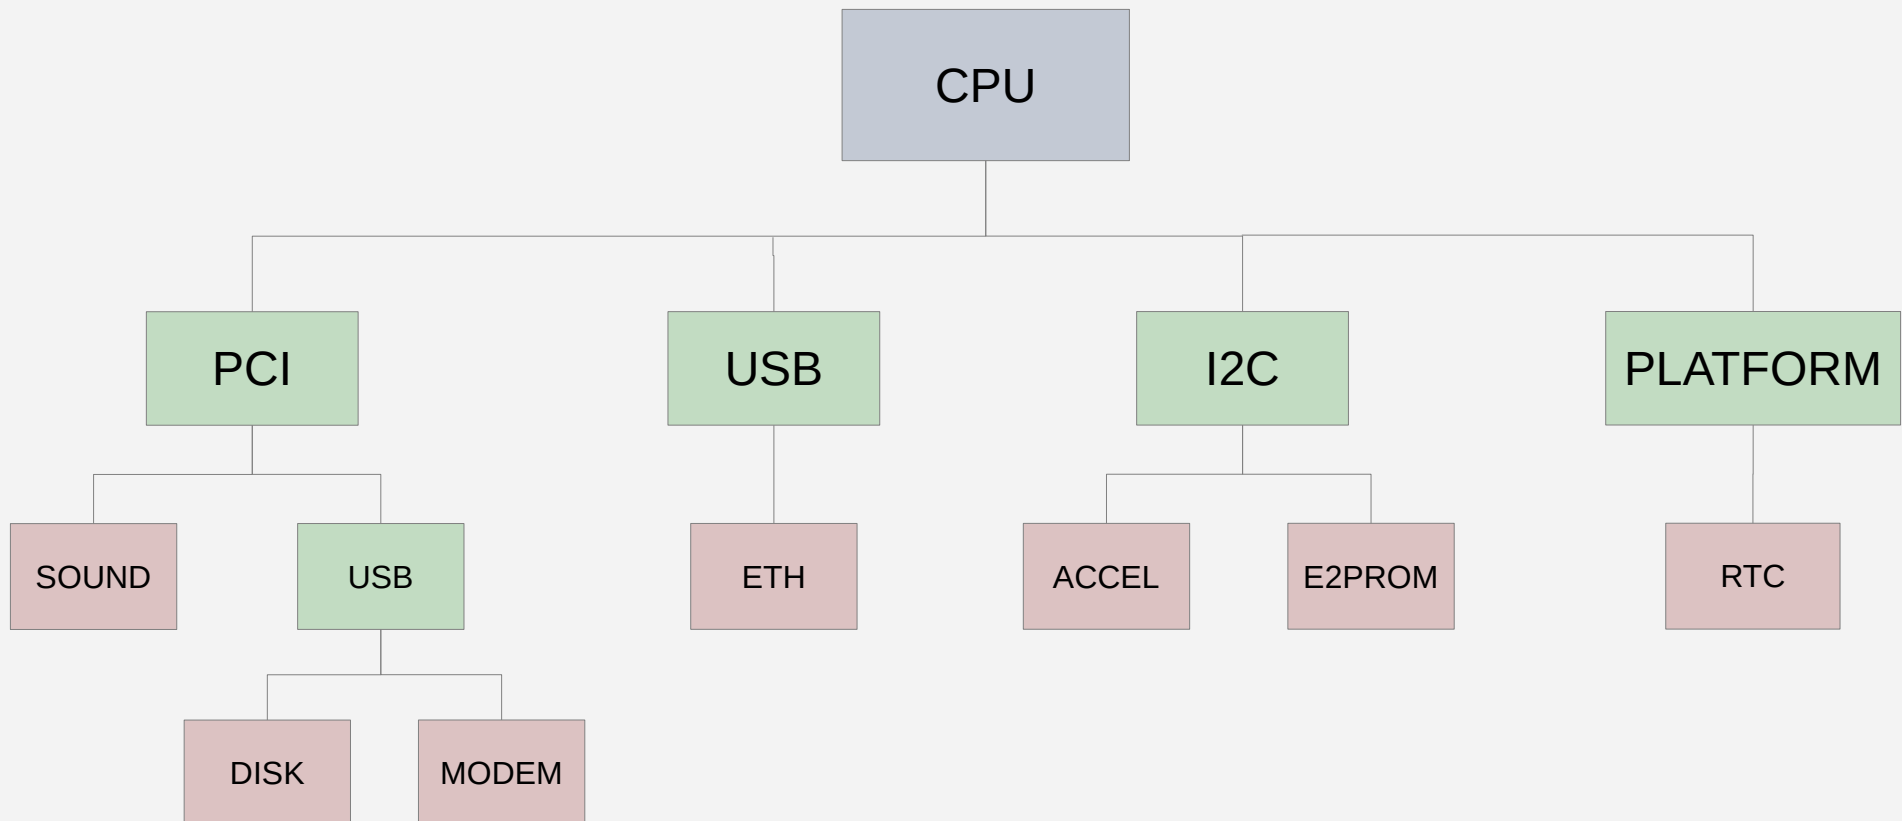 CPU
PCI
USB
I2C
PLATFORM
SOUND
USB
ETH
ACCEL
E2PROM
RTC
DISK
MODEM